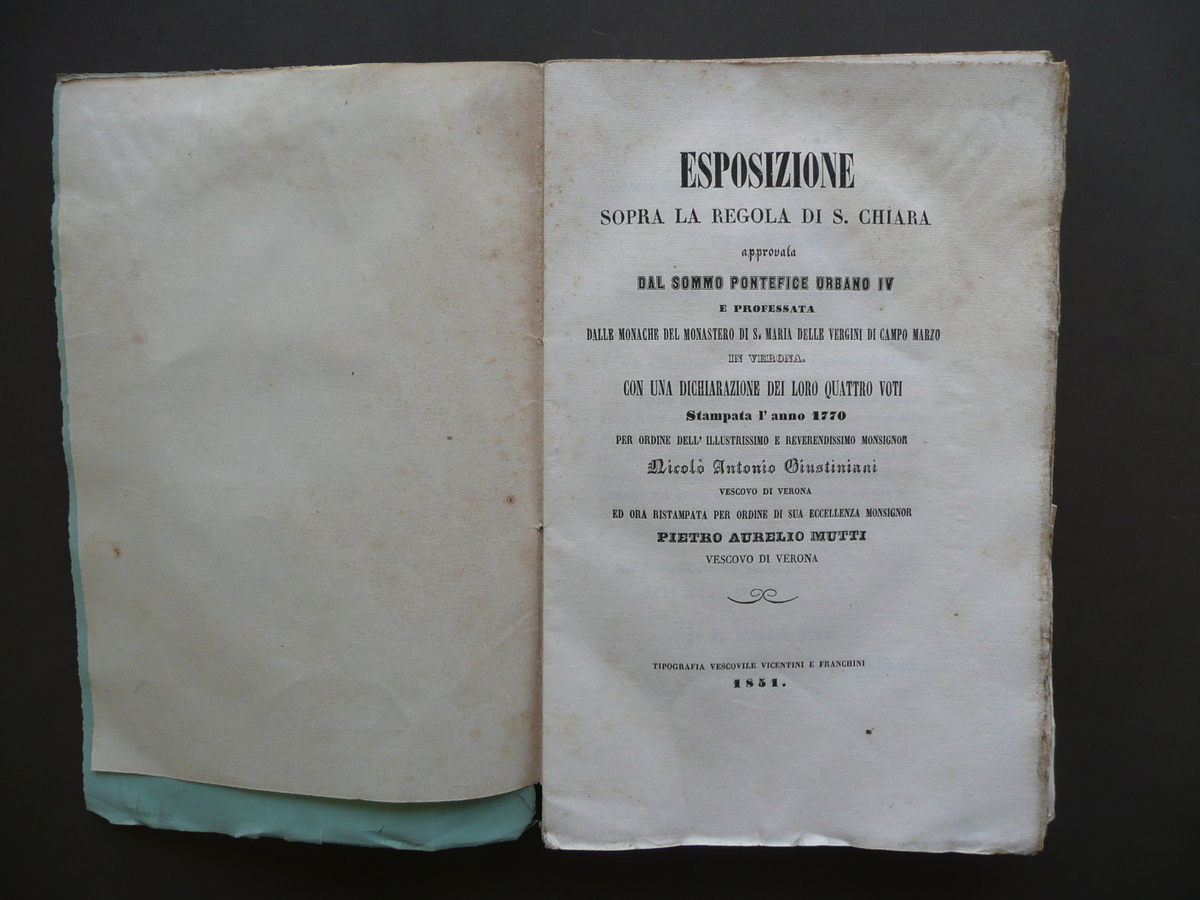 ESPOSIZIONE
SOPRA LA REGOLA DI S. CHIARA
approvata
DAL SOMMO PONTEFICE URBANO IV
E PROFESSATA
DALLE MONACHE DEL MONASTERO DI S. MARIA DELLE VERGINI DI CAMPO MARZO
IN VERONA.
CON UNA DICHIARAZIONE DEI LORO QUATTRO VOTI
Stampata l' anno 1770
PER ORDINE DELL' ILLUSTRISSIMO E REVERENDISSIMO MONSIGNOR
Nicolò Antonio Giustiniani
VESCOVO DI VERONA
ED ORA RISTAMPATA PER ORDINE DI SUA ECCELLENZA MONSIGNOR
PIETRO AURELIO MUTTI
VESCOVO DI VERONA
TIPOGRAFIA VESCOVILE VICENTINI E FRANCHINI
1851.